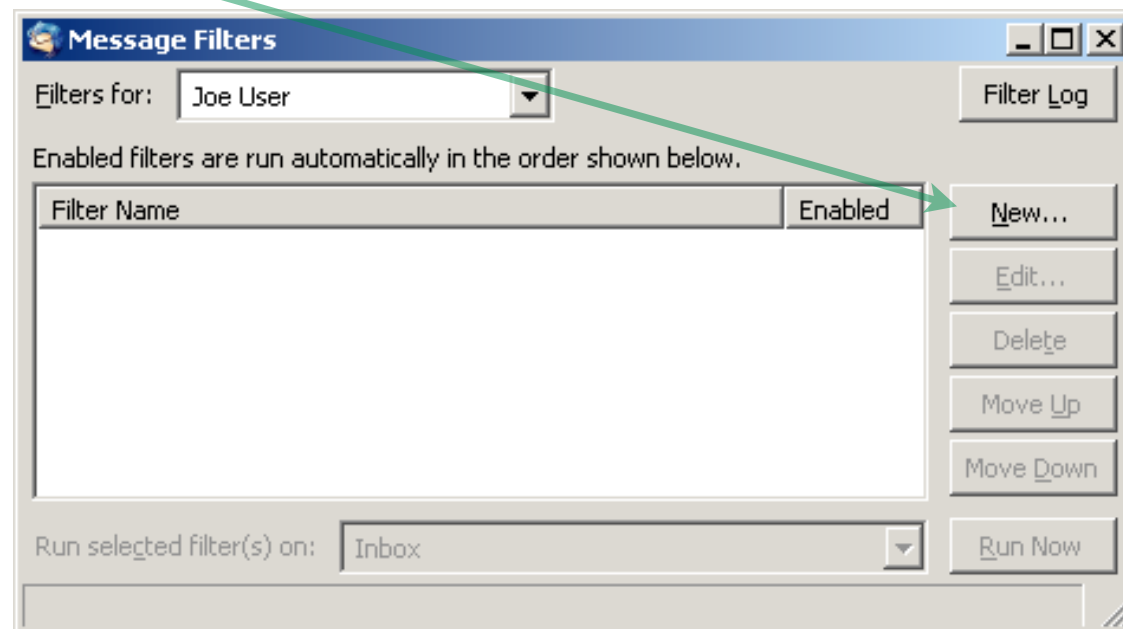 Message Filters
Filters for: Joe User Filter Log
Enabled filters are run automatically in the order shown below.
Filter Name Enabled New...
Edit...
Delete
Move Up
Move Down
Run selected filter(s) on: Inbox Run Now